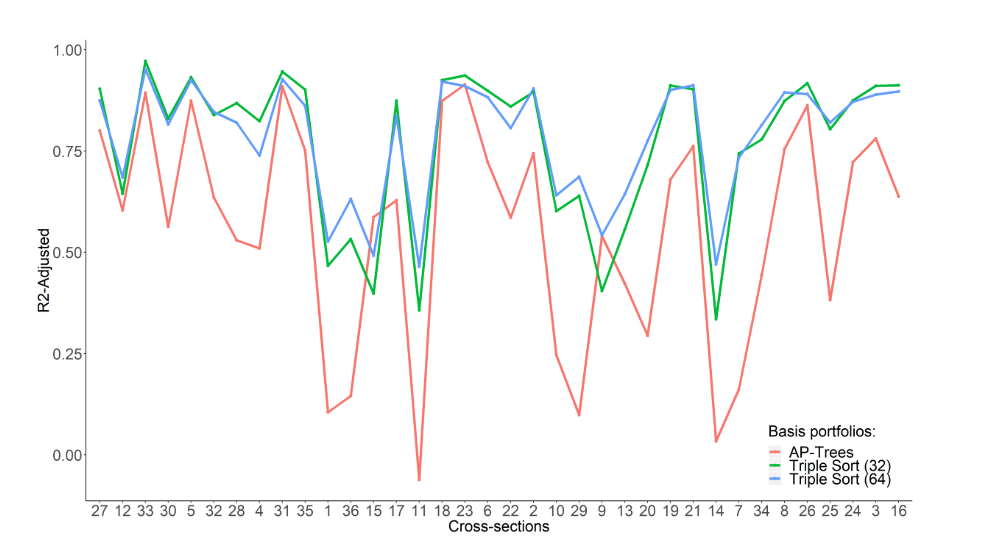 1.00
0.75
0.50
0.25
0.00
R2-Adjusted
Basis portfolios:
AP-Trees
Triple Sort (32)
Triple Sort (64)
27 12 33 30 5 32 28 4 31 35 1 36 15 17 11 18 23 6 22 2 10 29 9 13 20 19 21 14 7 34 8 26 25 24 3 16
Cross-sections